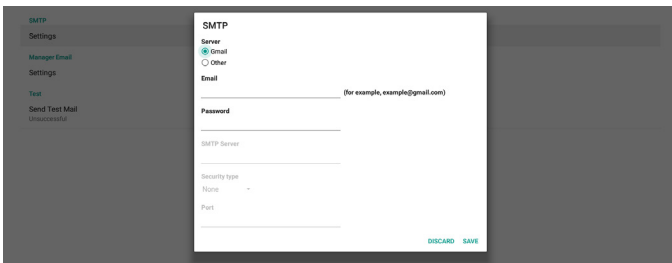 SMTP
Settings
Manager Email
Settings
Test
Send Test Mail
Unsuccessful
SMTP
Server
Gmail
Other
Email
(for example, example@gmail.com)
Password
SMTP Server
Security type
None
Port
DISCARD SAVE